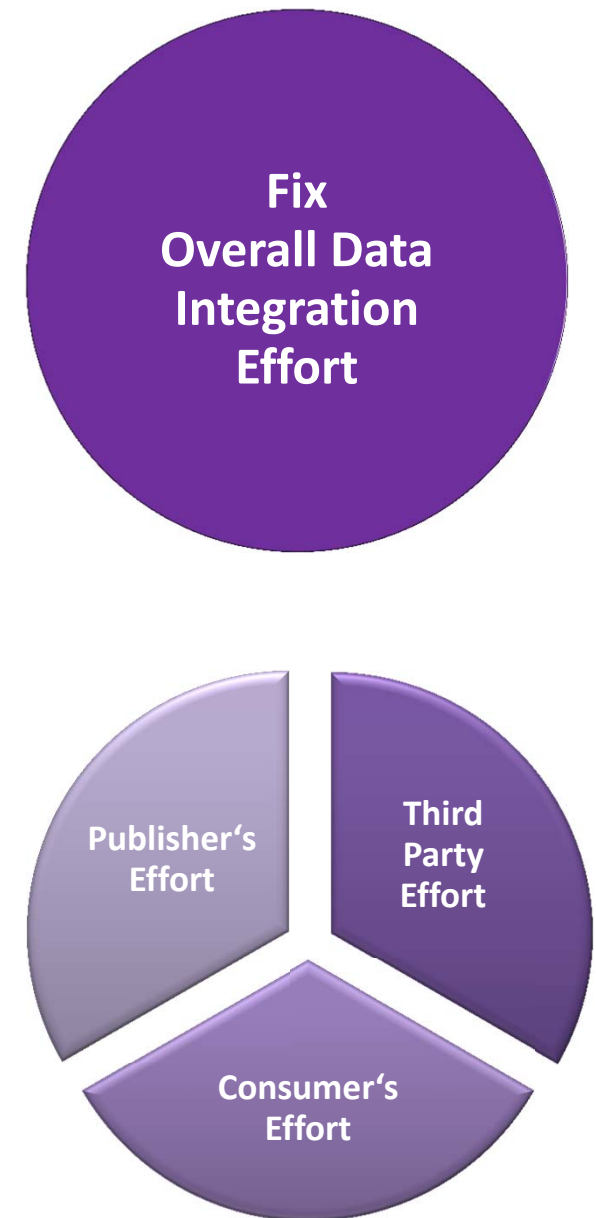 Fix
Overall Data
Integration
Effort
Publisher‘s
Effort
Third
Party
Effort
Consumer‘s
Effort